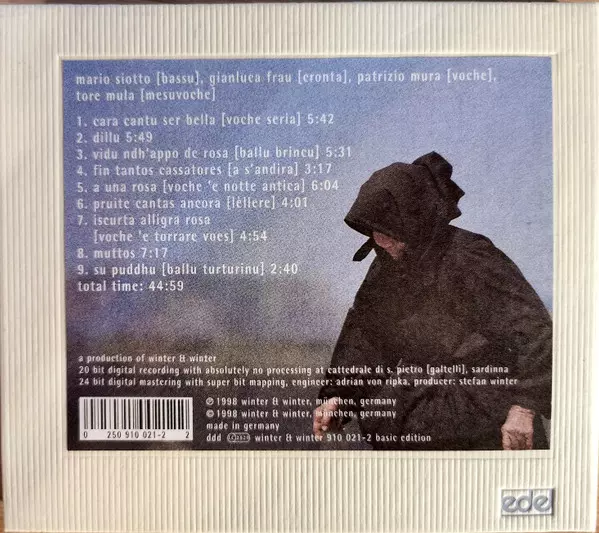 mario siotto [bassu], gianluca frau [cronta], patrizio mura [voche],
tore mula [mesuvoche]
1. cara cantu ser bella [voche seria] 5:42
2. dillu 5:49
3. vidu ndh'appo de rosa [ballu brincu] 5:31
4. fin tantos cassatores [a s'andira] 3:17
5. a una rosa [voche 'e notte antica] 6:04
6. pruite cantas ancora [lèllere] 4:01
7. iscurta alligra rosa
[voche 'e torrare voes] 4:54
8. muttos 7:17
9. su puddhu [ballu turturinu] 2:40
total time: 44:59
a production of winter & winter
20 bit digital recording with absolutely no processing at cattedrale di s. pietro [galtelli], sardinna
24 bit digital mastering with super bit mapping, engineer: adrian von ripka, producer: stefan winter
℗ 1998 winter & winter, münchen, germany
© 1998 winter & winter, münchen, germany
made in germany
ddd winter & winter 910 021-2 basic edition
0 250 910 021-2 2
edel